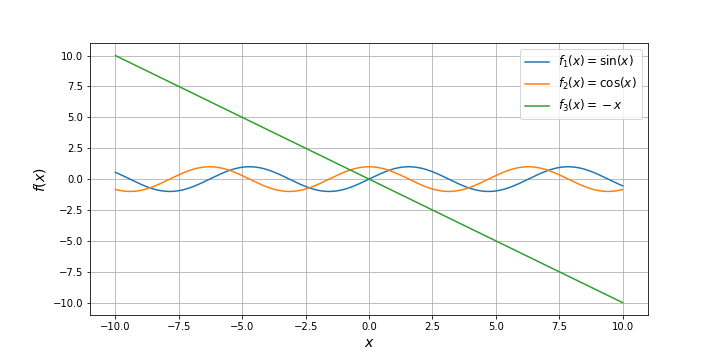 f₁(x) = sin(x)
f₂(x) = cos(x)
f₃(x) = −x
f(x)
10.0
7.5
5.0
2.5
0.0
−2.5
−5.0
−7.5
−10.0
−10.0 −7.5 −5.0 −2.5 0.0 2.5 5.0 7.5 10.0
x